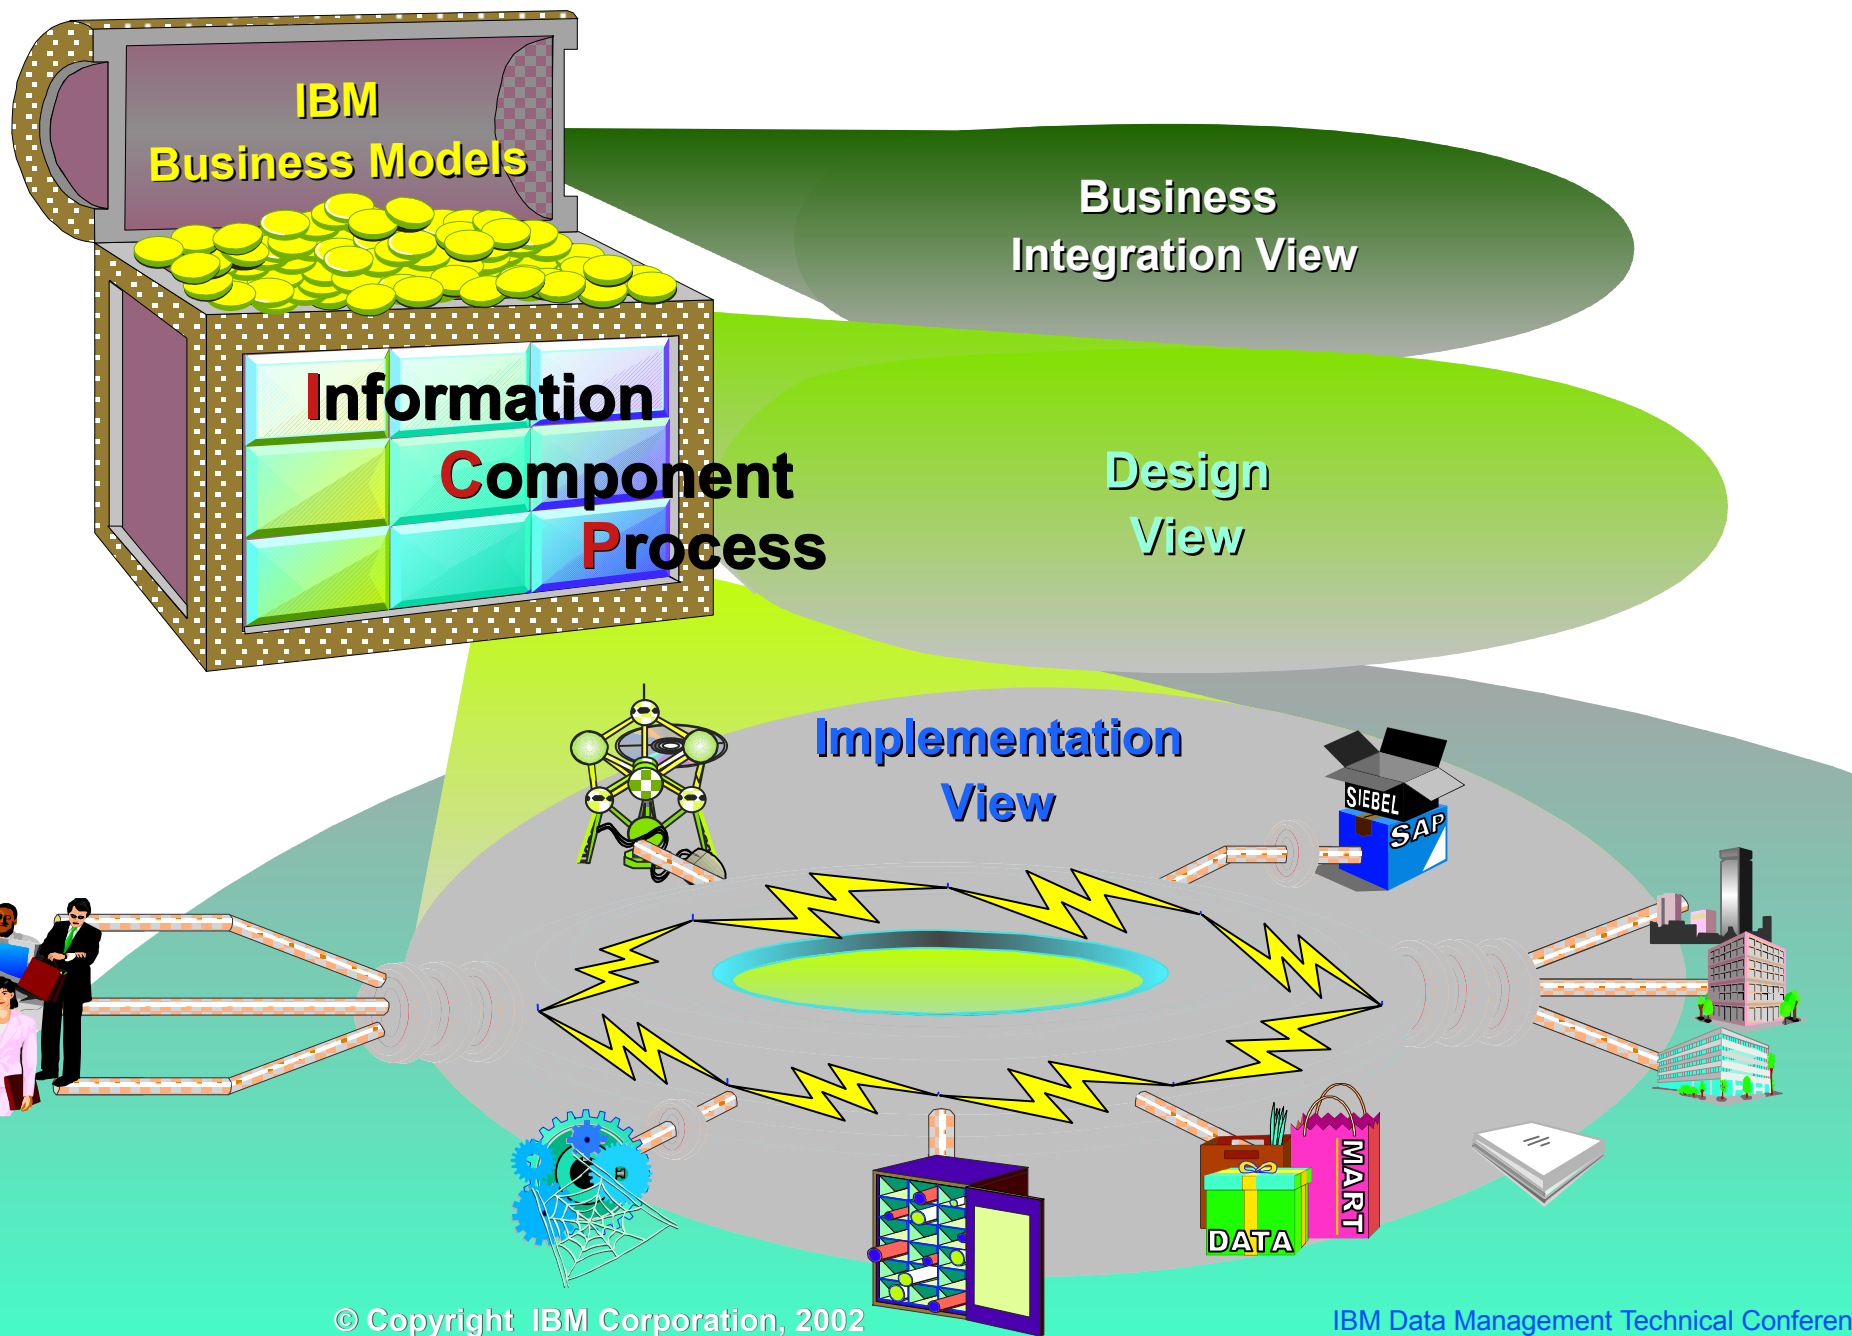 IBM
Business Models
Business
Integration View
Information
Component
Process
Design
View
Implementation
View
SIEBEL
SAP
MART
DATA
© Copyright IBM Corporation, 2002
IBM Data Management Technical Conferen